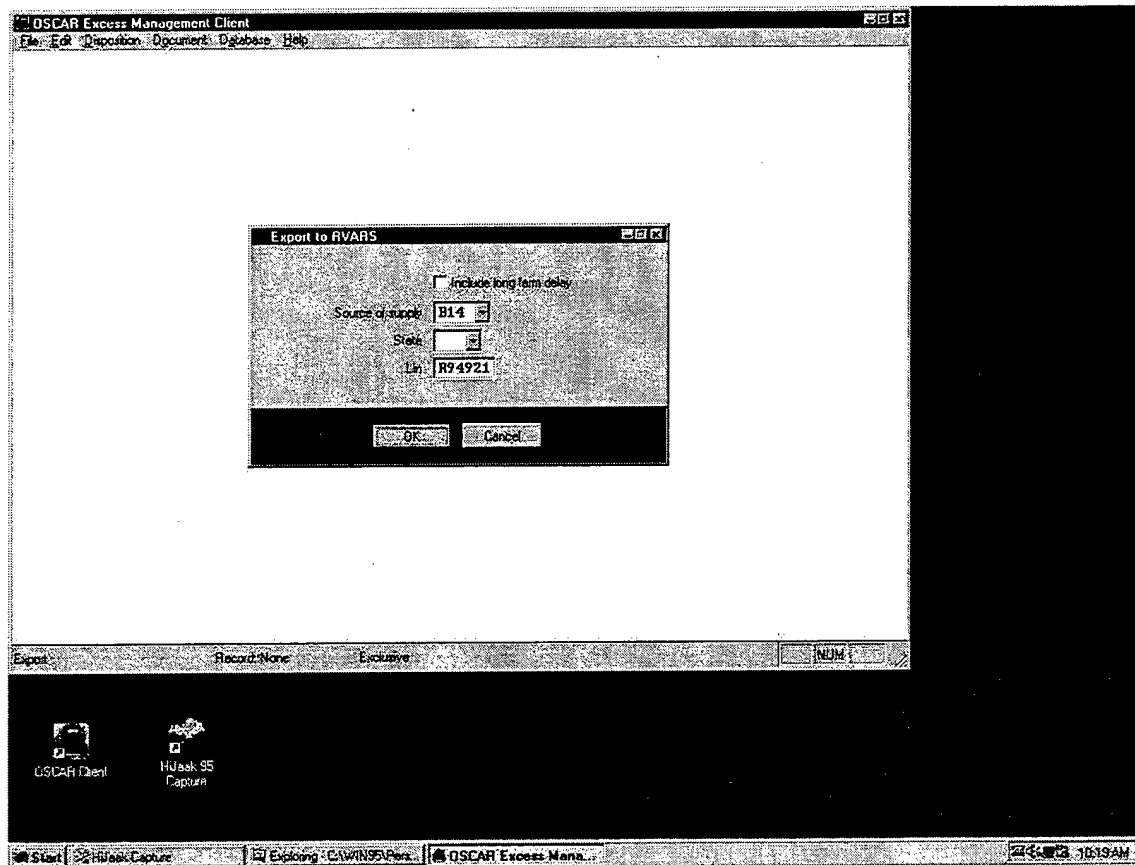 OSCAR Excess Management Client
File Edit Disposition Document Database Help
Export to RVARS
Include long term delay
Source of supply B14
State
Lin R94921
OK Cancel
Export Record:None Exclusive NUM
OSCAR Client
HiJaak 95
Capture
Start HiJaak Capture Exploring - C:\WIN95\Pers... OSCAR Excess Mana... 10:19 AM